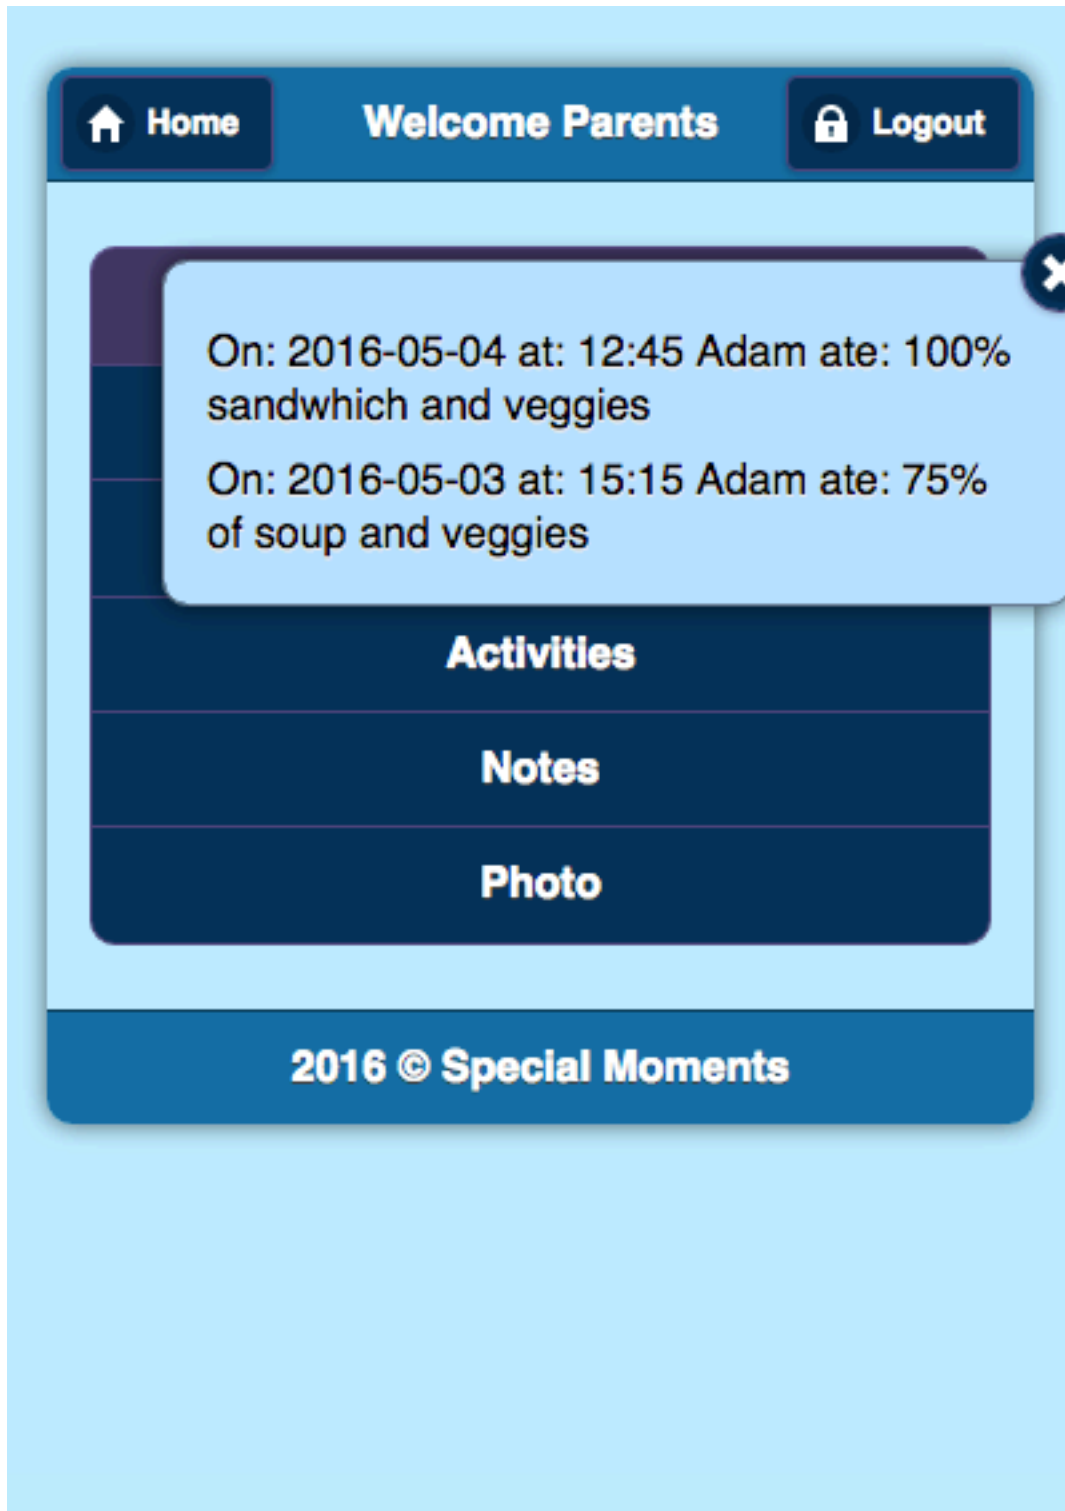 Home
Welcome Parents
Logout
On: 2016-05-04 at: 12:45 Adam ate: 100%
sandwhich and veggies
On: 2016-05-03 at: 15:15 Adam ate: 75%
of soup and veggies
Activities
Notes
Photo
2016 © Special Moments